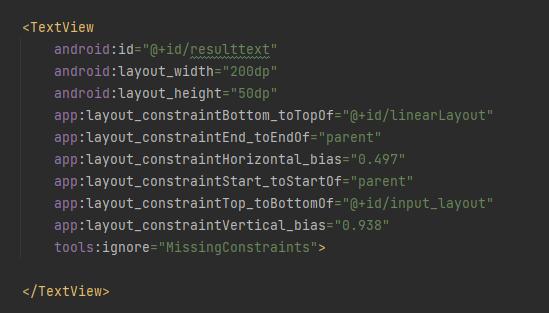 <TextView
android:id="@+id/resulttext"
android:layout_width="200dp"
android:layout_height="50dp"
app:layout_constraintBottom_toTopOf="@+id/linearLayout"
app:layout_constraintEnd_toEndOf="parent"
app:layout_constraintHorizontal_bias="0.497"
app:layout_constraintStart_toStartOf="parent"
app:layout_constraintTop_toBottomOf="@+id/input_layout"
app:layout_constraintVertical_bias="0.938"
tools:ignore="MissingConstraints">
</TextView>